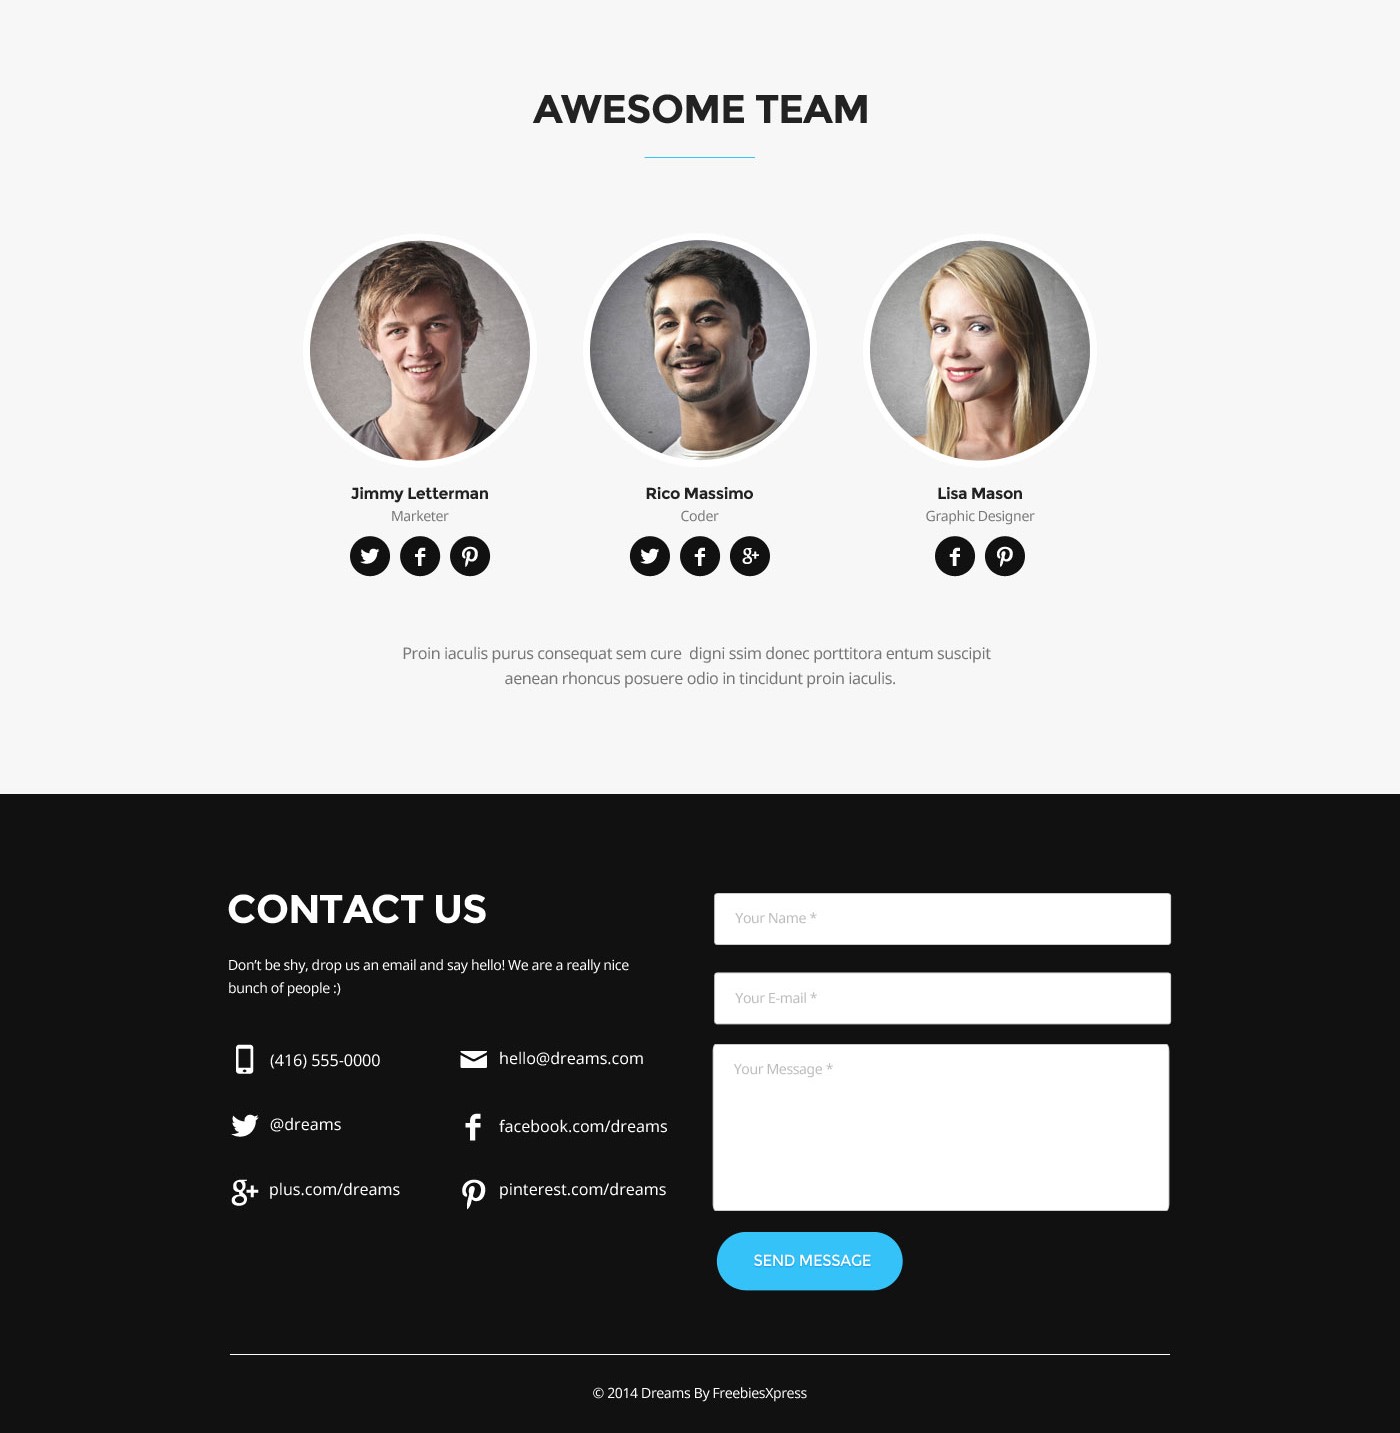 AWESOME TEAM
Jimmy Letterman
Marketer
Rico Massimo
Coder
Lisa Mason
Graphic Designer
Proin iaculis purus consequat sem cure  digni ssim donec porttitora entum suscipit
aenean rhoncus posuere odio in tincidunt proin iaculis.
CONTACT US
Don't be shy, drop us an email and say hello! We are a really nice
bunch of people :)
(416) 555-0000
hello@dreams.com
@dreams
facebook.com/dreams
plus.com/dreams
pinterest.com/dreams
Your Name *
Your E-mail *
Your Message *
SEND MESSAGE
© 2014 Dreams By FreebiesXpress